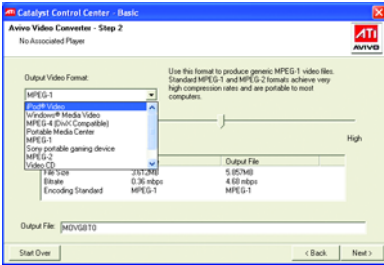 Catalyst Control Center - Basic
Avivo Video Converter - Step 2
No Associated Player
ATI
AVIVO
Output Video Format:
MPEG-1
Use this format to produce generic MPEG-1 video files.
Standard MPEG-1 and MPEG-2 formats achieve very
high compression rates and are portable to most
computers.
iPod® Video
Windows® Media Video
MPEG-4 (DivX Compatible)
Portable Media Center
MPEG-1
Sony portable gaming device
MPEG-2
Video CD
High
Output File
File Size 3.612MB 5.857MB
Bitrate 0.36 mbps 4.68 mbps
Encoding Standard MPEG-1 MPEG-1
Output File: MOVGBTO
Start Over
< Back
Next >